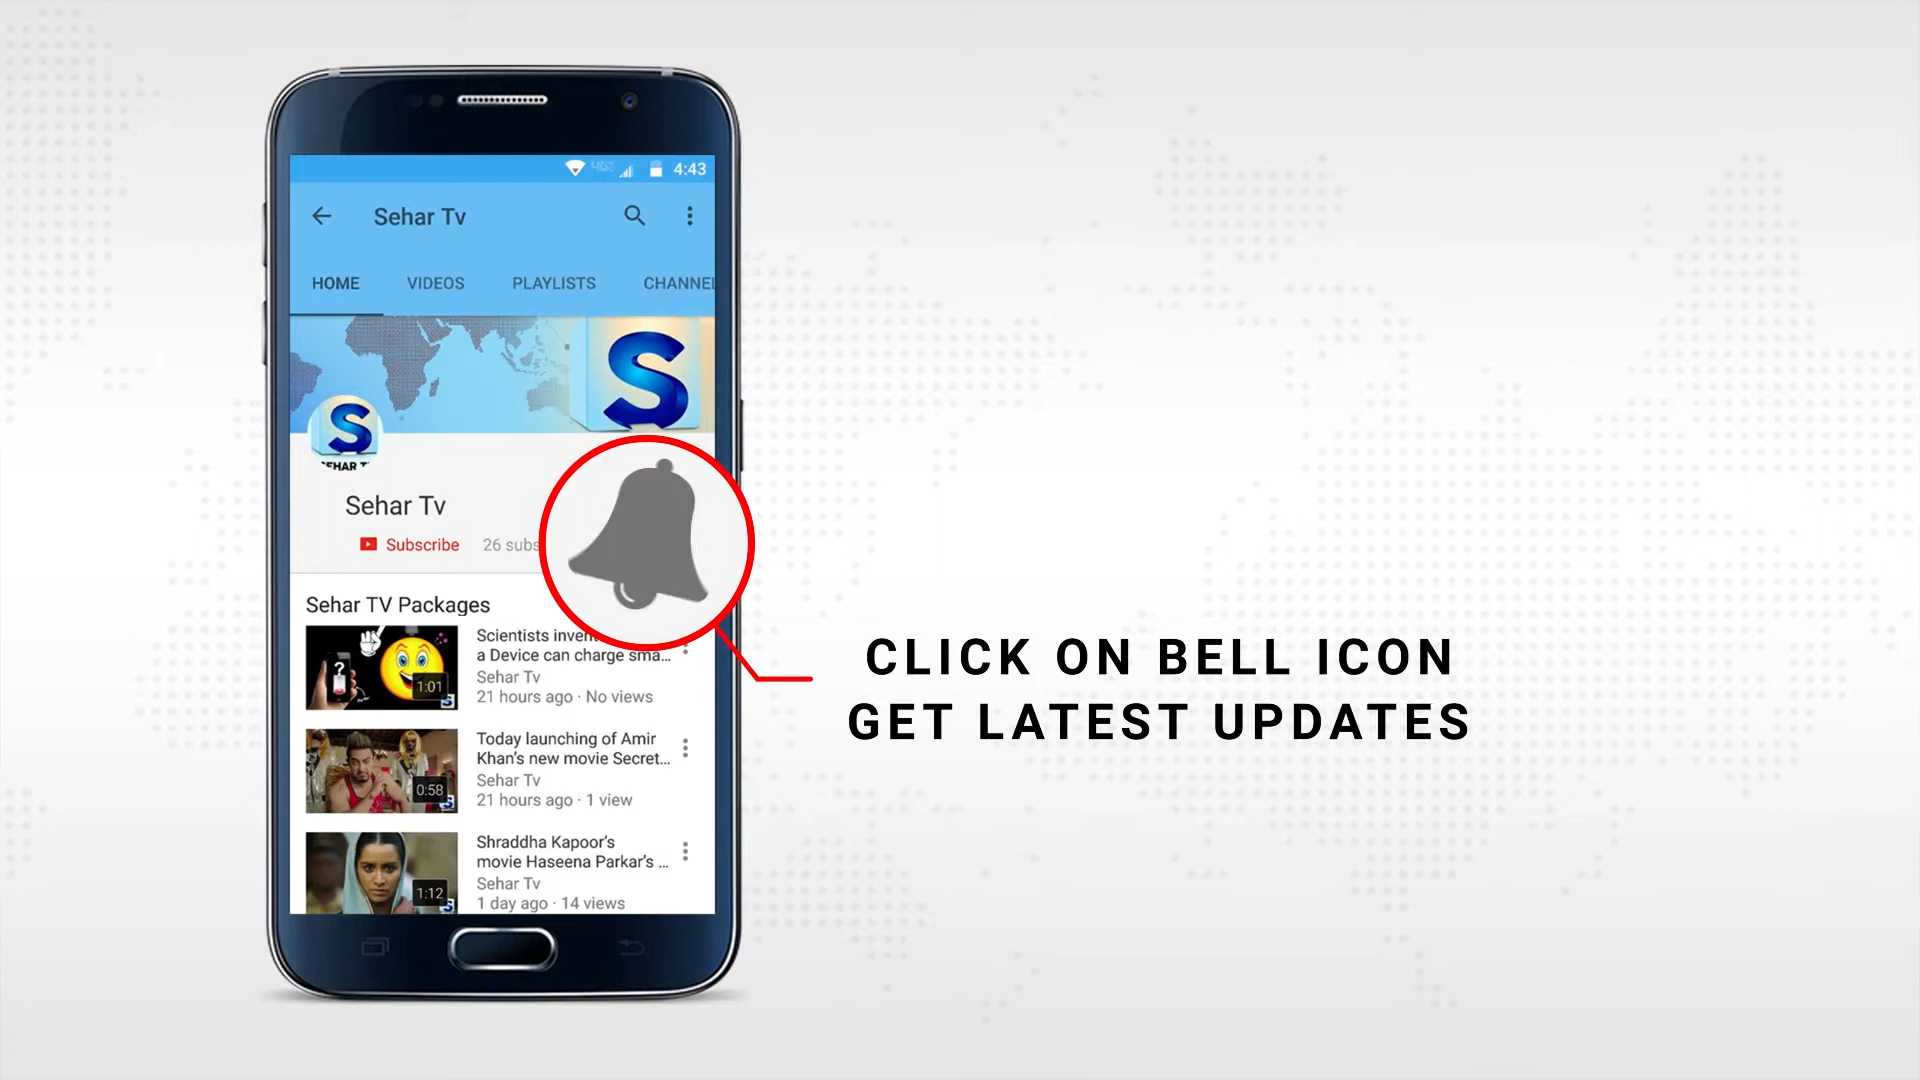 4:43
Sehar Tv
HOME VIDEOS PLAYLISTS CHANNEL
S
S
SEHAR T
Sehar Tv
Subscribe 26 subs
Sehar TV Packages
Scientists inven
a Device can charge sma...
Sehar Tv
21 hours ago · No views
?
1:01
Today launching of Amir
Khan's new movie Secret...
Sehar Tv
21 hours ago · 1 view
0:58
Shraddha Kapoor's
movie Haseena Parkar's ...
Sehar Tv
1 day ago · 14 views
1:12
CLICK ON BELL ICON
GET LATEST UPDATES